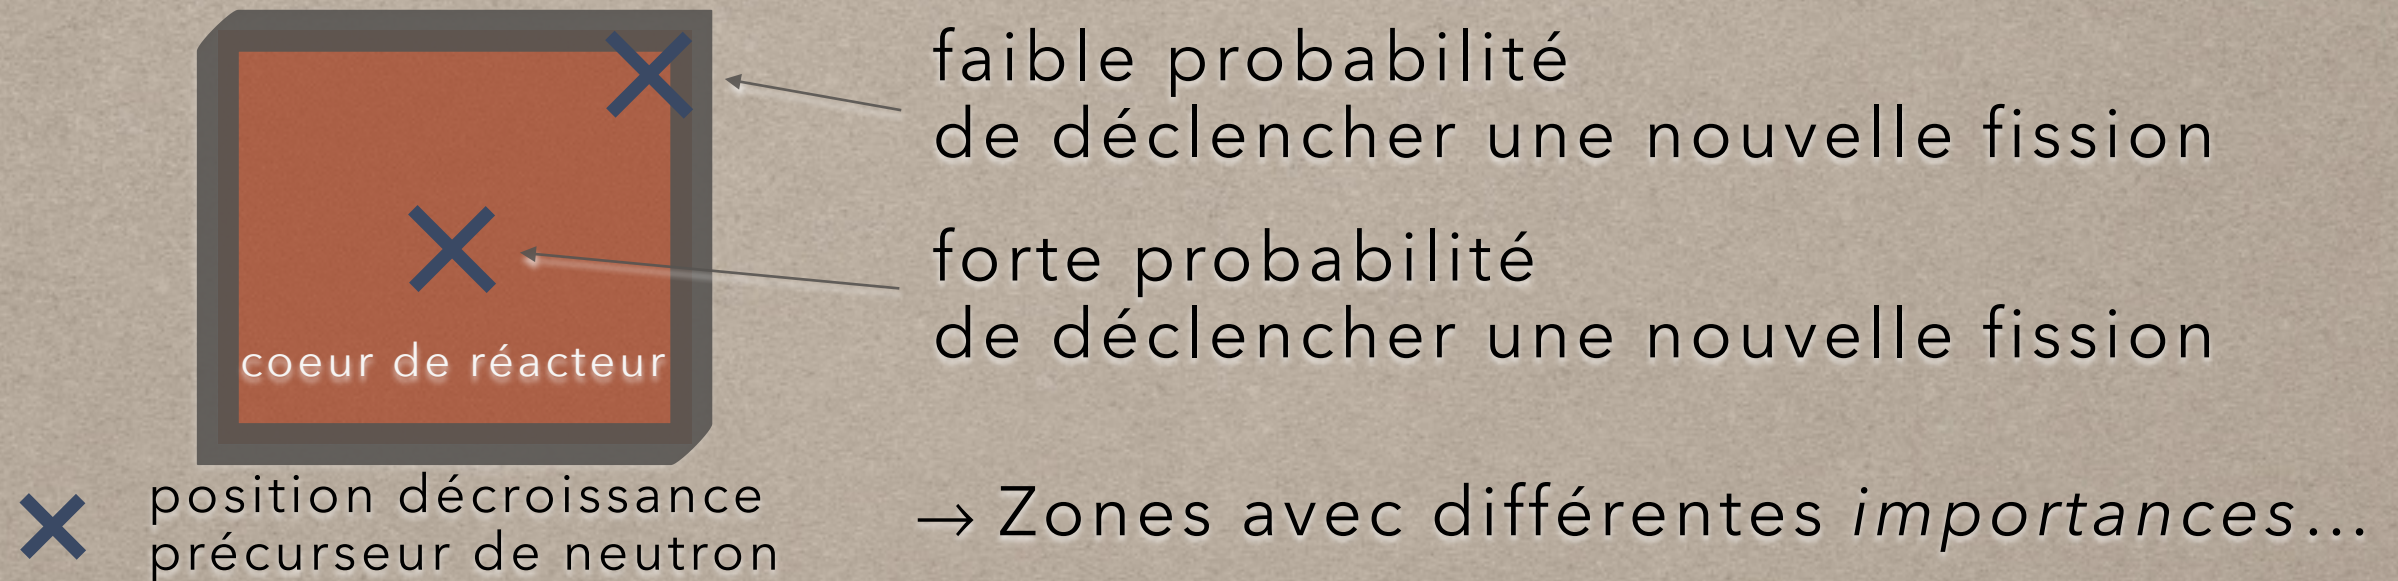 faible probabilité
de déclencher une nouvelle fission
forte probabilité
de déclencher une nouvelle fission
coeur de réacteur
position décroissance
précurseur de neutron
→ Zones avec différentes importances...